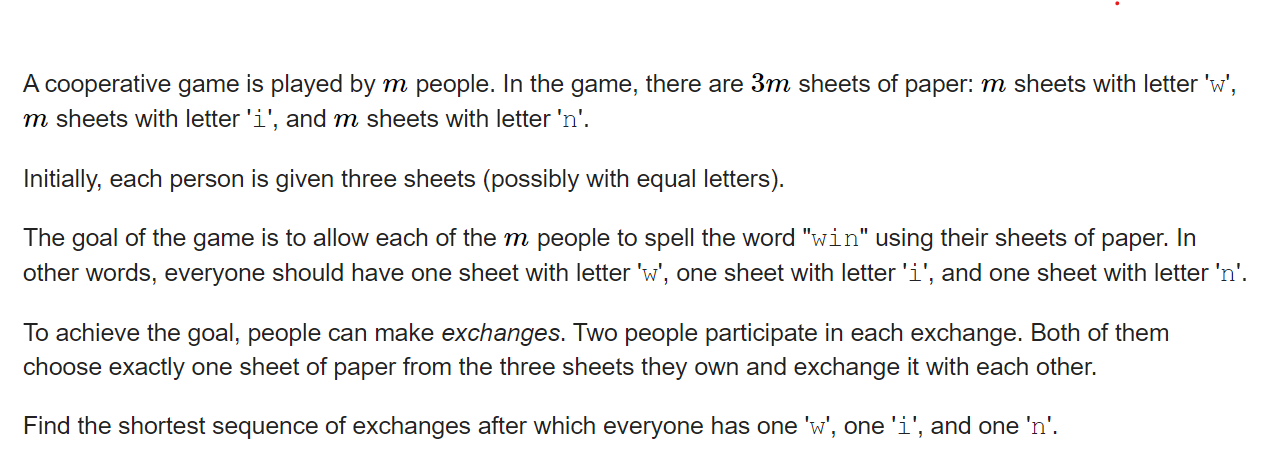 A cooperative game is played by m people. In the game, there are 3m sheets of paper: m sheets with letter 'w',
m sheets with letter 'i', and m sheets with letter 'n'.
Initially, each person is given three sheets (possibly with equal letters).
The goal of the game is to allow each of the m people to spell the word "win" using their sheets of paper. In
other words, everyone should have one sheet with letter 'w', one sheet with letter 'i', and one sheet with letter 'n'.
To achieve the goal, people can make exchanges. Two people participate in each exchange. Both of them
choose exactly one sheet of paper from the three sheets they own and exchange it with each other.
Find the shortest sequence of exchanges after which everyone has one 'w', one 'i', and one 'n'.